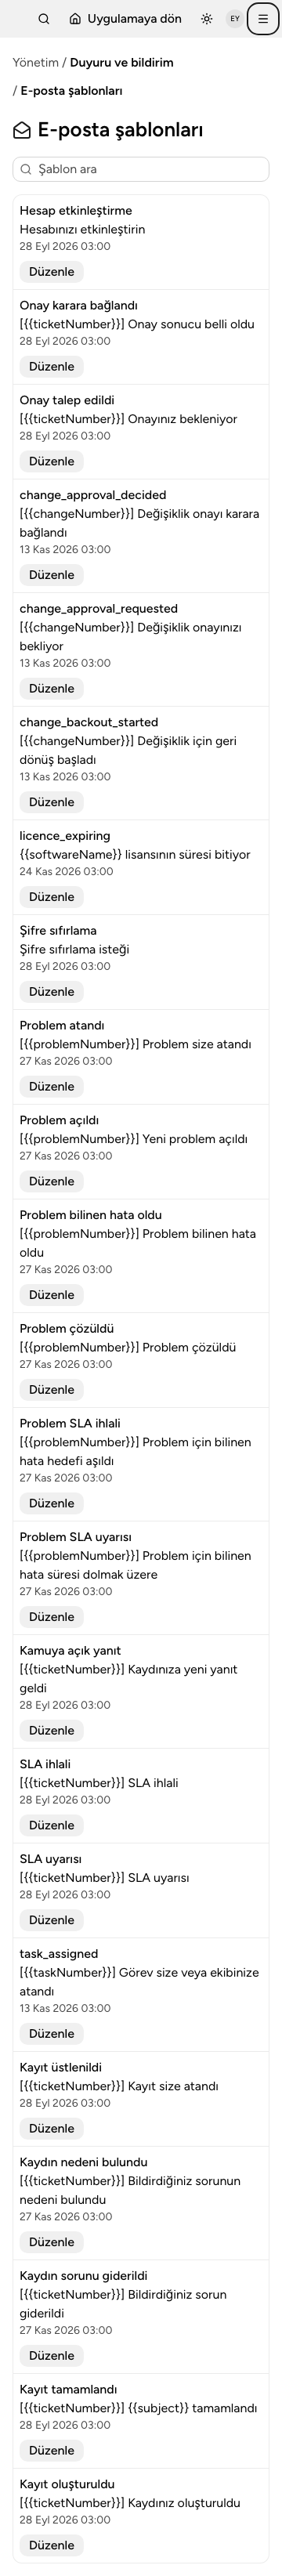 Uygulamaya dön
EY
Yönetim / Duyuru ve bildirim
/ E-posta şablonları
E-posta şablonları
Şablon ara
Hesap etkinleştirme
Hesabınızı etkinleştirin
28 Eyl 2026 03:00
Düzenle
Onay karara bağlandı
[{{ticketNumber}}] Onay sonucu belli oldu
28 Eyl 2026 03:00
Düzenle
Onay talep edildi
[{{ticketNumber}}] Onayınız bekleniyor
28 Eyl 2026 03:00
Düzenle
change_approval_decided
[{{changeNumber}}] Değişiklik onayı karara
bağlandı
13 Kas 2026 03:00
Düzenle
change_approval_requested
[{{changeNumber}}] Değişiklik onayınızı
bekliyor
13 Kas 2026 03:00
Düzenle
change_backout_started
[{{changeNumber}}] Değişiklik için geri
dönüş başladı
13 Kas 2026 03:00
Düzenle
licence_expiring
{{softwareName}} lisansının süresi bitiyor
24 Kas 2026 03:00
Düzenle
Şifre sıfırlama
Şifre sıfırlama isteği
28 Eyl 2026 03:00
Düzenle
Problem atandı
[{{problemNumber}}] Problem size atandı
27 Kas 2026 03:00
Düzenle
Problem açıldı
[{{problemNumber}}] Yeni problem açıldı
27 Kas 2026 03:00
Düzenle
Problem bilinen hata oldu
[{{problemNumber}}] Problem bilinen hata
oldu
27 Kas 2026 03:00
Düzenle
Problem çözüldü
[{{problemNumber}}] Problem çözüldü
27 Kas 2026 03:00
Düzenle
Problem SLA ihlali
[{{problemNumber}}] Problem için bilinen
hata hedefi aşıldı
27 Kas 2026 03:00
Düzenle
Problem SLA uyarısı
[{{problemNumber}}] Problem için bilinen
hata süresi dolmak üzere
27 Kas 2026 03:00
Düzenle
Kamuya açık yanıt
[{{ticketNumber}}] Kaydınıza yeni yanıt
geldi
28 Eyl 2026 03:00
Düzenle
SLA ihlali
[{{ticketNumber}}] SLA ihlali
28 Eyl 2026 03:00
Düzenle
SLA uyarısı
[{{ticketNumber}}] SLA uyarısı
28 Eyl 2026 03:00
Düzenle
task_assigned
[{{taskNumber}}] Görev size veya ekibinize
atandı
13 Kas 2026 03:00
Düzenle
Kayıt üstlenildi
[{{ticketNumber}}] Kayıt size atandı
28 Eyl 2026 03:00
Düzenle
Kaydın nedeni bulundu
[{{ticketNumber}}] Bildirdiğiniz sorunun
nedeni bulundu
27 Kas 2026 03:00
Düzenle
Kaydın sorunu giderildi
[{{ticketNumber}}] Bildirdiğiniz sorun
giderildi
27 Kas 2026 03:00
Düzenle
Kayıt tamamlandı
[{{ticketNumber}}] {{subject}} tamamlandı
28 Eyl 2026 03:00
Düzenle
Kayıt oluşturuldu
[{{ticketNumber}}] Kaydınız oluşturuldu
28 Eyl 2026 03:00
Düzenle